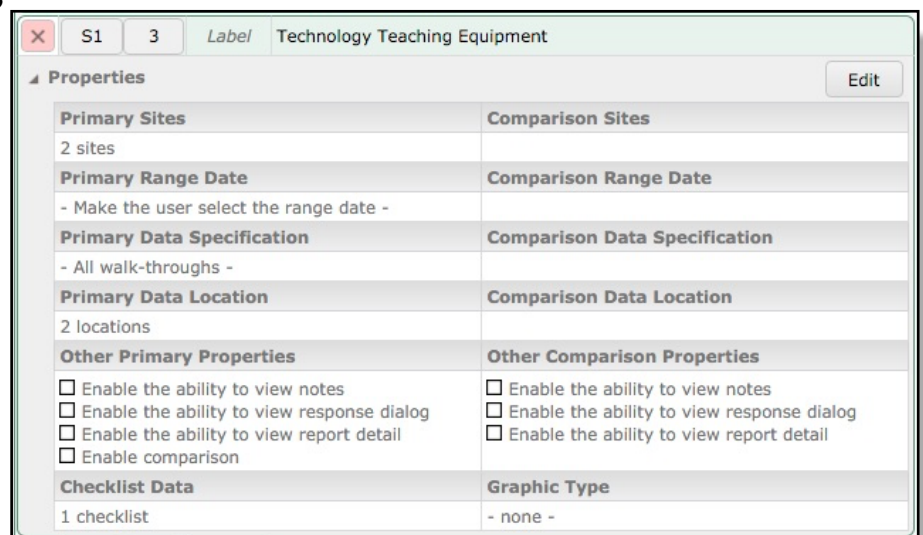 S1 3 Label Technology Teaching Equipment
Properties Edit
Primary Sites Comparison Sites
2 sites
Primary Range Date Comparison Range Date
- Make the user select the range date -
Primary Data Specification Comparison Data Specification
- All walk-throughs -
Primary Data Location Comparison Data Location
2 locations
Other Primary Properties Other Comparison Properties
Enable the ability to view notes Enable the ability to view notes
Enable the ability to view response dialog Enable the ability to view response dialog
Enable the ability to view report detail Enable the ability to view report detail
Enable comparison
Checklist Data Graphic Type
1 checklist - none -